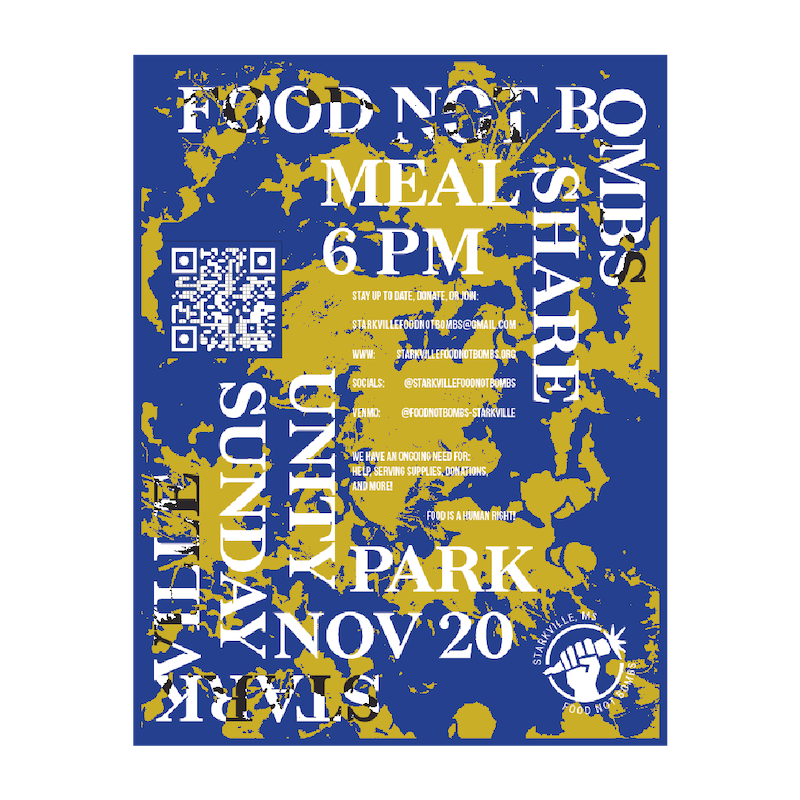 FOOD NOT BOMBS
MEAL SHARE
6 PM
STAY UP TO DATE, DONATE, OR JOIN:
STARKVILLEFOODNOTBOMBS@GMAIL.COM
WWW: STARKVILLEFOODNOTBOMBS.ORG
SOCIALS: @STARKVILLEFOODNOTBOMBS
VENMO: @FOODNOTBOMBS-STARKVILLE
WE HAVE AN ONGOING NEED FOR:
HELP, SERVING SUPPLIES, DONATIONS,
AND MORE!
FOOD IS A HUMAN RIGHT!
UNITY PARK
SUNDAY NOV 20
STARKVILLE
STARKVILLE, MS
FOOD NOT BOMBS